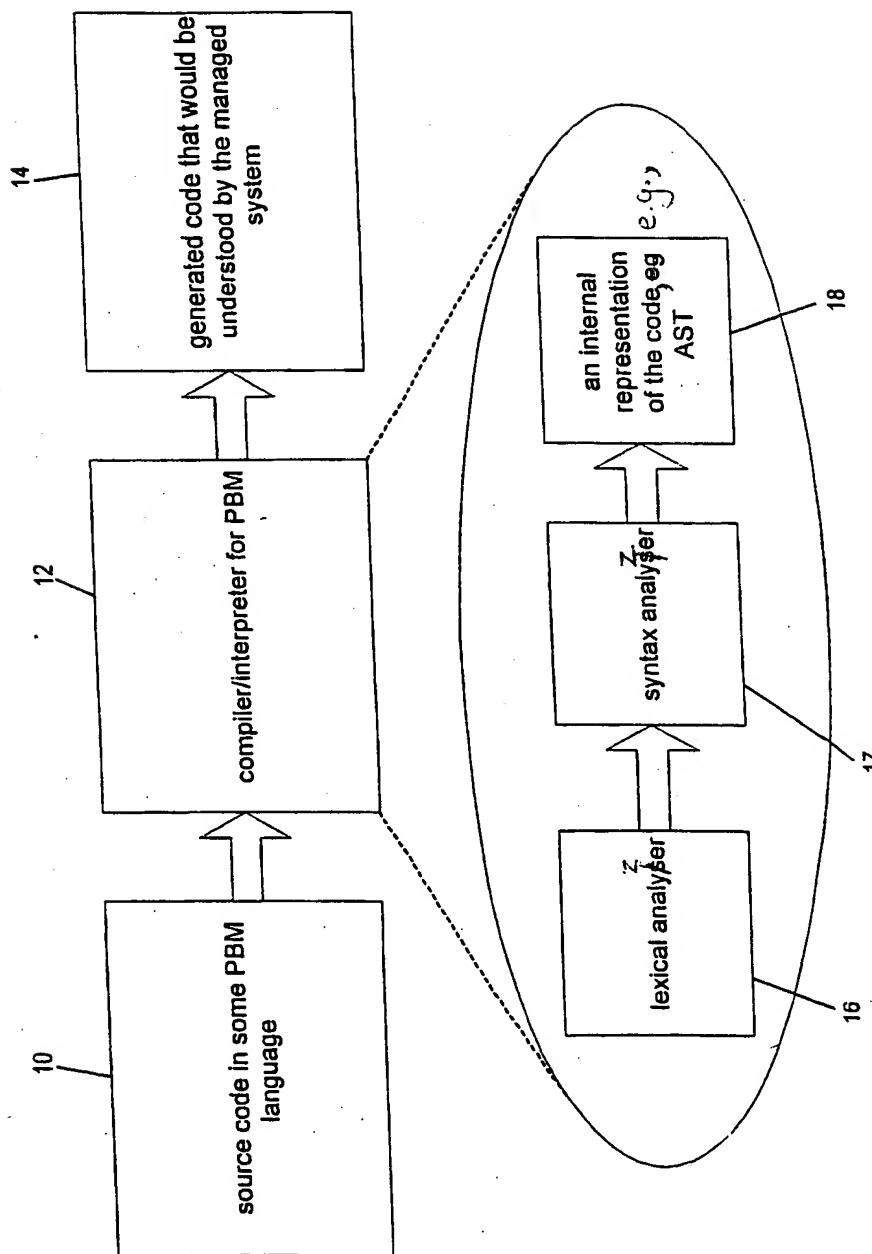 10
source code in some PBM
language
12
compiler/interpreter for PBM
14
generated code that would be
understood by the managed
system
16
lexical analyser
z
17
syntax analyser
z
18
an internal
representation
of the code, eg
AST
e.g.,